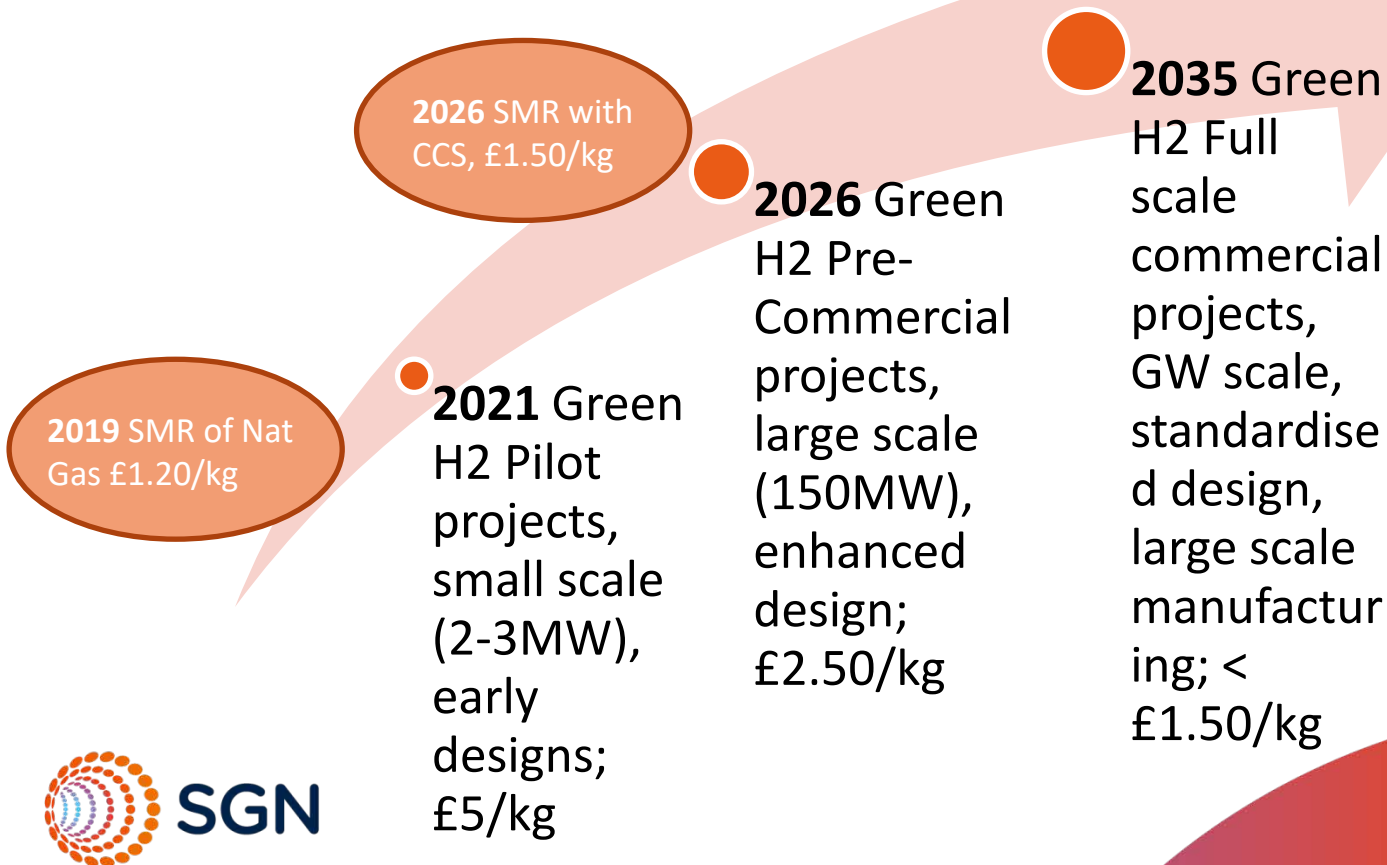 2019 SMR of Nat
Gas £1.20/kg
2026 SMR with
CCS, £1.50/kg
2021 Green
H2 Pilot
projects,
small scale
(2-3MW),
early
designs;
£5/kg
2026 Green
H2 Pre-
Commercial
projects,
large scale
(150MW),
enhanced
design;
£2.50/kg
2035 Green
H2 Full
scale
commercial
projects,
GW scale,
standardise
d design,
large scale
manufactur
ing; <
£1.50/kg
SGN